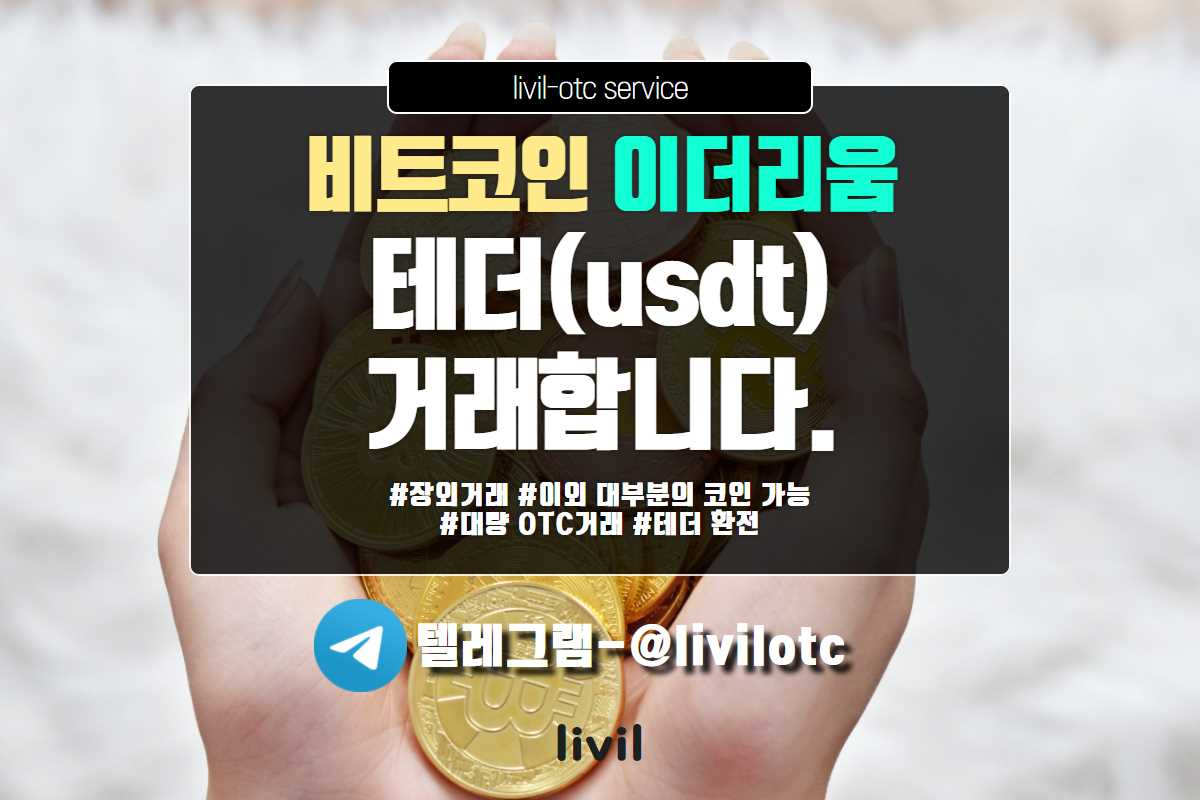 livil-otc service
비트코인 이더리움
테더(usdt)
거래합니다.
#장외거래 #이외 대부분의 코인 가능
#대량 OTC거래 #테더 환전
텔레그램-@livilotc
livil